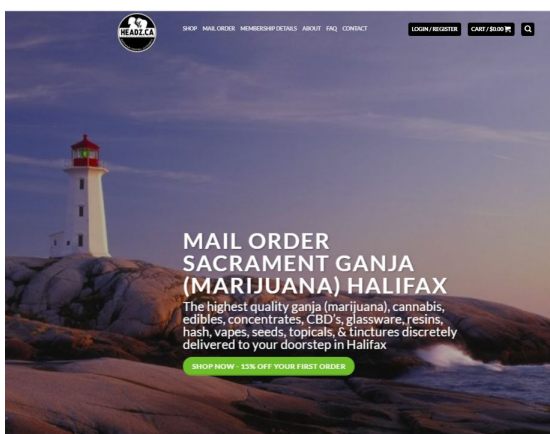 HEADZ.CA
SHOP MAIL ORDER MEMBERSHIP DETAILS ABOUT FAQ CONTACT LOGIN / REGISTER CART / $0.00
MAIL ORDER
SACRAMENT GANJA
(MARIJUANA) HALIFAX
The highest quality ganja (marijuana), cannabis,
edibles, concentrates, CBD's, glassware, resins,
hash, vapes, seeds, topicals, & tinctures discretely
delivered to your doorstep in Halifax
SHOP NOW - 15% OFF YOUR FIRST ORDER